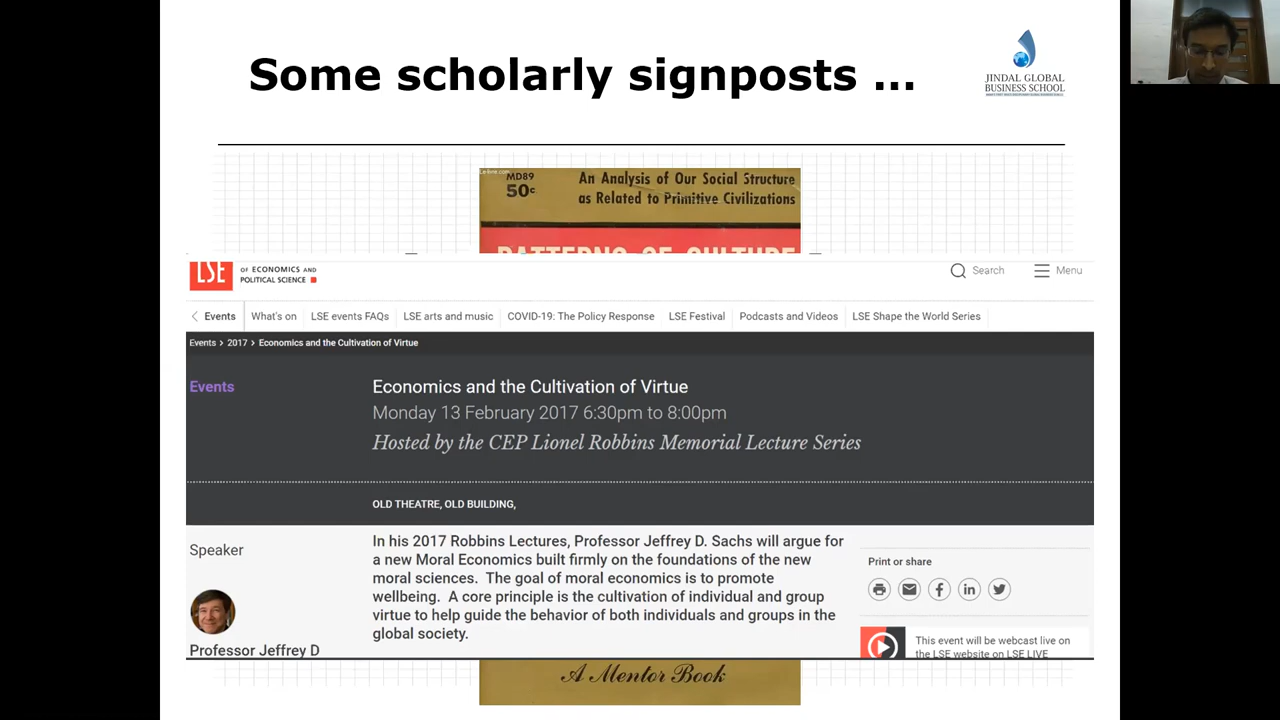 Some scholarly signposts ...
JINDAL GLOBAL
BUSINESS SCHOOL
MD89
50c
An Analysis of Our Social Structure
as Related to Primitive Civilizations
PATTERNS OF CULTURE
LSE
OF ECONOMICS AND
POLITICAL SCIENCE
Search
Menu
Events
What's on
LSE events FAQs
LSE arts and music
COVID-19: The Policy Response
LSE Festival
Podcasts and Videos
LSE Shape the World Series
Events > 2017 > Economics and the Cultivation of Virtue
Events
Economics and the Cultivation of Virtue
Monday 13 February 2017 6:30pm to 8:00pm
Hosted by the CEP Lionel Robbins Memorial Lecture Series
OLD THEATRE, OLD BUILDING,
Speaker
Professor Jeffrey D
In his 2017 Robbins Lectures, Professor Jeffrey D. Sachs will argue for
a new Moral Economics built firmly on the foundations of the new
moral sciences. The goal of moral economics is to promote
wellbeing. A core principle is the cultivation of individual and group
virtue to help guide the behavior of both individuals and groups in the
global society.
Print or share
This event will be webcast live on
the LSE website on LSE LIVE
A Mentor Book